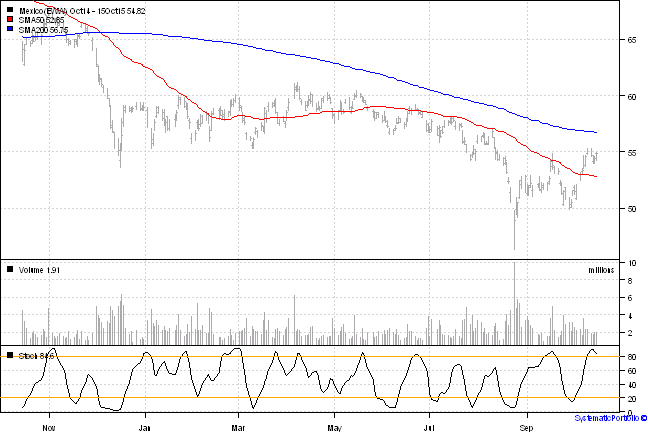 Mexico (EWW) Oct14 - 15Oct15 54.82
SMA50 52.85
SMA200 56.75
65
60
55
50
Volume 1.91
millions
10
8
6
4
2
Stoch 84.6
80
60
40
20
0
Nov Jan Mar May Jul Sep
SystematicPortfolio ©